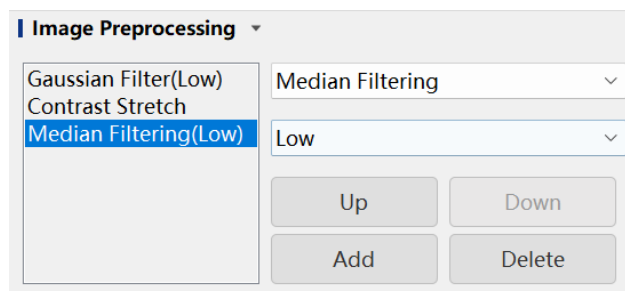 Image Preprocessing
Gaussian Filter(Low)
Contrast Stretch
Median Filtering(Low)
Median Filtering
Low
Up
Down
Add
Delete